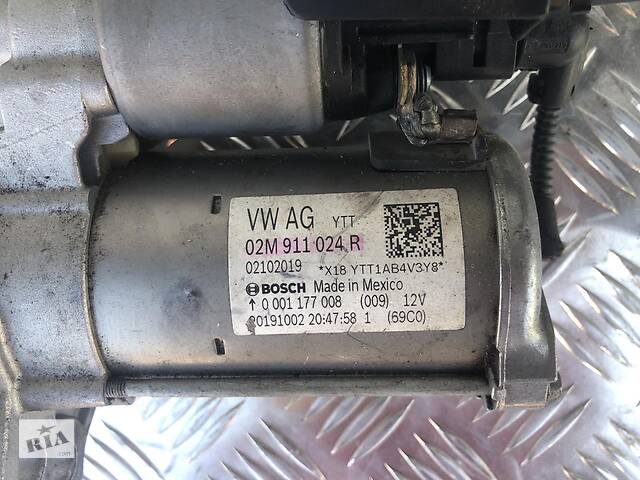 VW AG YTT
02M 911 024 R
02102019 *X18 YTT1AB4V3Y8*
BOSCH Made in Mexico
↑ 0 001 177 008 (009) 12V
20191002 20:47:58 1 (69C0)
RIA
.com